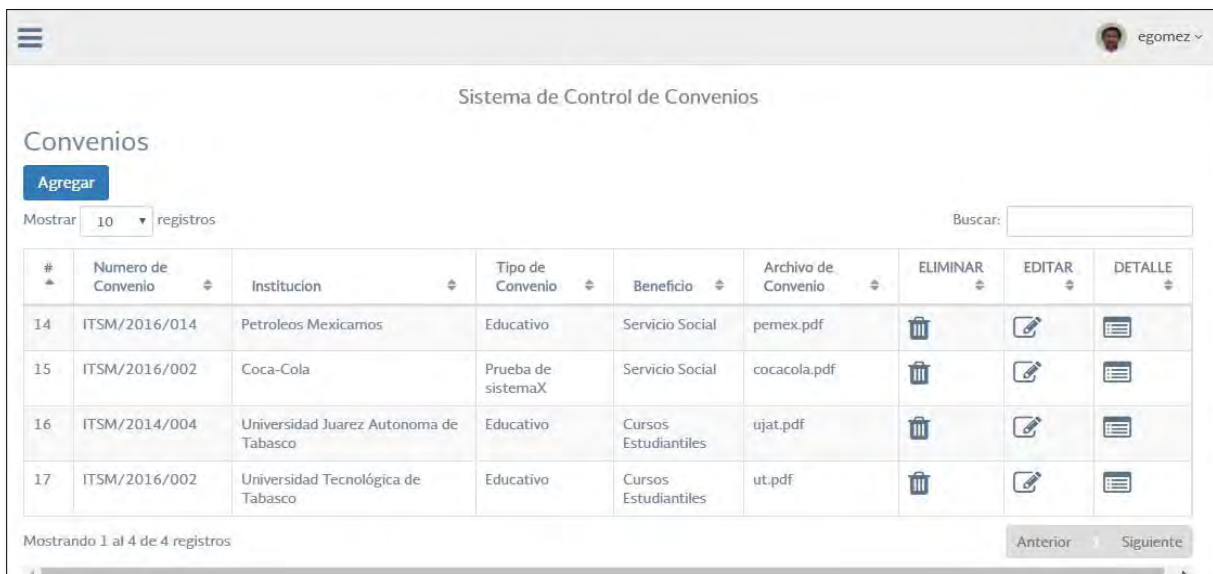 egomez
Sistema de Control de Convenios
Convenios
Agregar
Mostrar 10 registros Buscar:
# Numero de Convenio Institucion Tipo de Convenio Beneficio Archivo de Convenio ELIMINAR EDITAR DETALLE
14 ITSM/2016/014 Petroleos Mexicamos Educativo Servicio Social pemex.pdf
15 ITSM/2016/002 Coca-Cola Prueba de sistemaX Servicio Social cocacola.pdf
16 ITSM/2014/004 Universidad Juarez Autonoma de Tabasco Educativo Cursos Estudiantiles ujat.pdf
17 ITSM/2016/002 Universidad Tecnológica de Tabasco Educativo Cursos Estudiantiles ut.pdf
Mostrando 1 al 4 de 4 registros Anterior 1 Siguiente